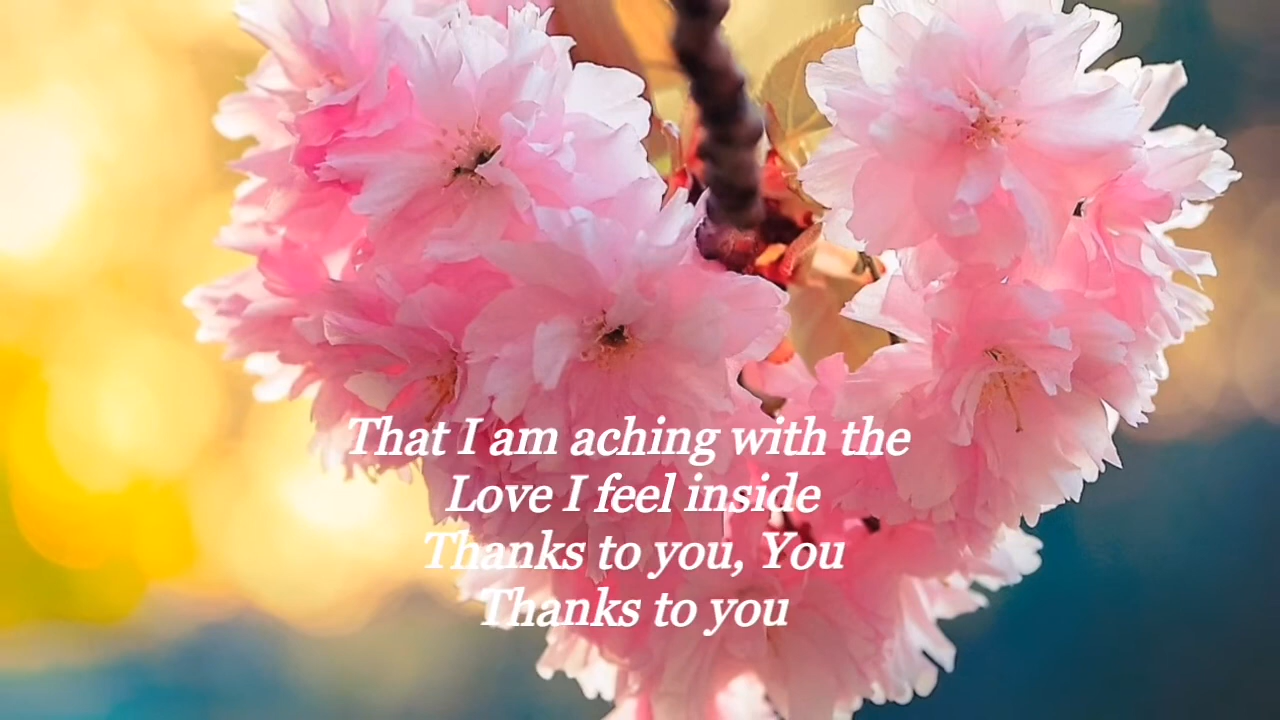 That I am aching with the
Love I feel inside
Thanks to you, You
Thanks to you